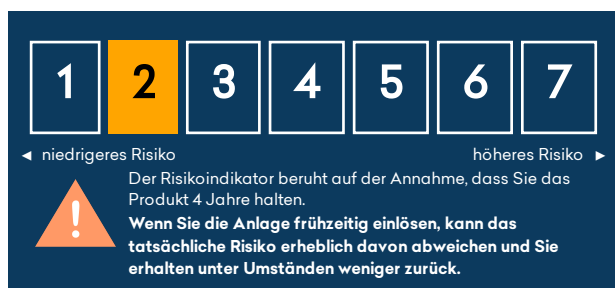 1 2 3 4 5 6 7
◄ niedrigeres Risiko höheres Risiko ►
Der Risikoindikator beruht auf der Annahme, dass Sie das
Produkt 4 Jahre halten.
Wenn Sie die Anlage frühzeitig einlösen, kann das
tatsächliche Risiko erheblich davon abweichen und Sie
erhalten unter Umständen weniger zurück.
!